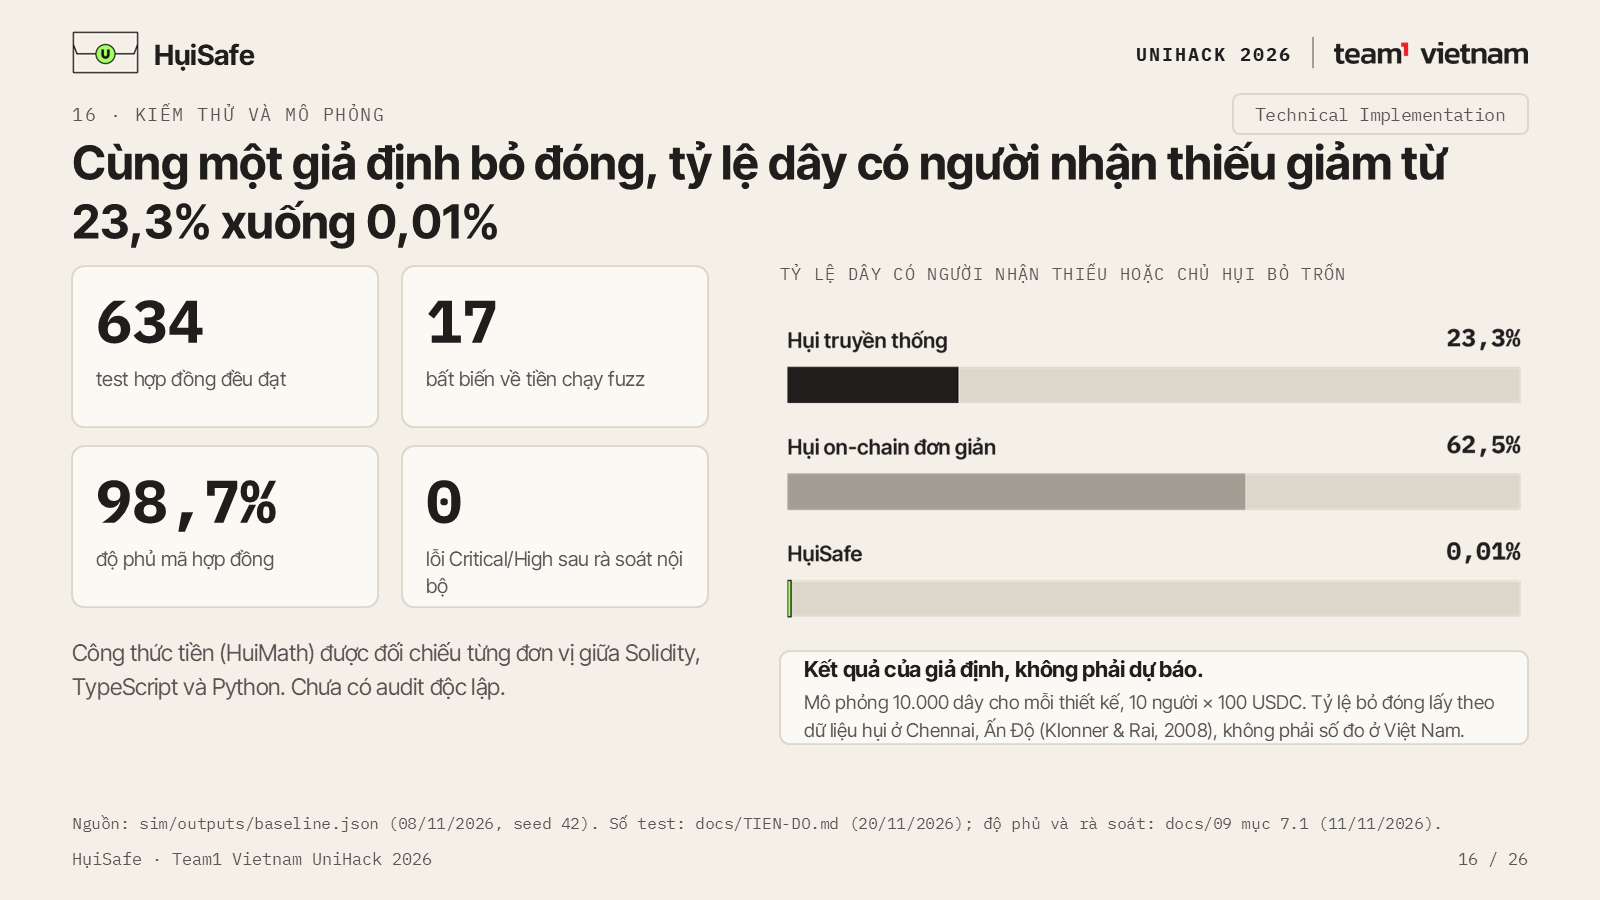 U
HụiSafe
UNIHACK 2026
team1 vietnam
16 · KIỂM THỬ VÀ MÔ PHỎNG
Technical Implementation
Cùng một giả định bỏ đóng, tỷ lệ dây có người nhận thiếu giảm từ
23,3% xuống 0,01%
634
test hợp đồng đều đạt
17
bất biến về tiền chạy fuzz
98,7%
độ phủ mã hợp đồng
0
lỗi Critical/High sau rà soát nội
bộ
Công thức tiền (HuiMath) được đối chiếu từng đơn vị giữa Solidity,
TypeScript và Python. Chưa có audit độc lập.
TỶ LỆ DÂY CÓ NGƯỜI NHẬN THIẾU HOẶC CHỦ HỤI BỎ TRỐN
Hụi truyền thống
23,3%
Hụi on-chain đơn giản
62,5%
HụiSafe
0,01%
Kết quả của giả định, không phải dự báo.
Mô phỏng 10.000 dây cho mỗi thiết kế, 10 người × 100 USDC. Tỷ lệ bỏ đóng lấy theo
dữ liệu hụi ở Chennai, Ấn Độ (Klonner & Rai, 2008), không phải số đo ở Việt Nam.
Nguồn: sim/outputs/baseline.json (08/11/2026, seed 42). Số test: docs/TIEN-DO.md (20/11/2026); độ phủ và rà soát: docs/09 mục 7.1 (11/11/2026).
HụiSafe · Team1 Vietnam UniHack 2026
16 / 26